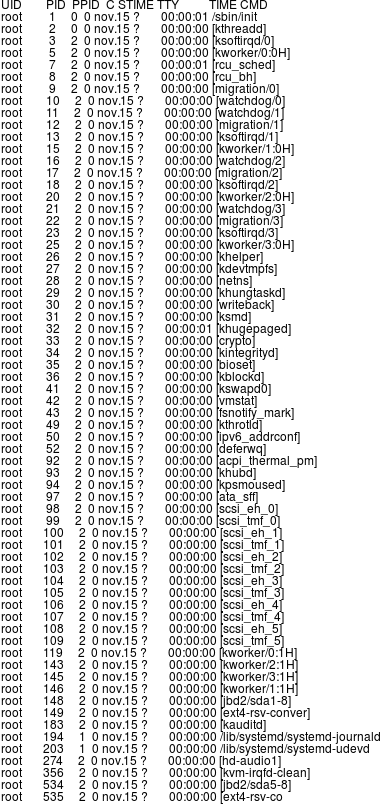 UID PID PPID C STIME TTY TIME CMD
root 1 0 0 nov.15 ? 00:00:01 /sbin/init
root 2 0 0 nov.15 ? 00:00:00 [kthreadd]
root 3 2 0 nov.15 ? 00:00:00 [ksoftirqd/0]
root 5 2 0 nov.15 ? 00:00:00 [kworker/0:0H]
root 7 2 0 nov.15 ? 00:00:01 [rcu_sched]
root 8 2 0 nov.15 ? 00:00:00 [rcu_bh]
root 9 2 0 nov.15 ? 00:00:00 [migration/0]
root 10 2 0 nov.15 ? 00:00:00 [watchdog/0]
root 11 2 0 nov.15 ? 00:00:00 [watchdog/1]
root 12 2 0 nov.15 ? 00:00:00 [migration/1]
root 13 2 0 nov.15 ? 00:00:00 [ksoftirqd/1]
root 15 2 0 nov.15 ? 00:00:00 [kworker/1:0H]
root 16 2 0 nov.15 ? 00:00:00 [watchdog/2]
root 17 2 0 nov.15 ? 00:00:00 [migration/2]
root 18 2 0 nov.15 ? 00:00:00 [ksoftirqd/2]
root 20 2 0 nov.15 ? 00:00:00 [kworker/2:0H]
root 21 2 0 nov.15 ? 00:00:00 [watchdog/3]
root 22 2 0 nov.15 ? 00:00:00 [migration/3]
root 23 2 0 nov.15 ? 00:00:00 [ksoftirqd/3]
root 25 2 0 nov.15 ? 00:00:00 [kworker/3:0H]
root 26 2 0 nov.15 ? 00:00:00 [khelper]
root 27 2 0 nov.15 ? 00:00:00 [kdevtmpfs]
root 28 2 0 nov.15 ? 00:00:00 [netns]
root 29 2 0 nov.15 ? 00:00:00 [khungtaskd]
root 30 2 0 nov.15 ? 00:00:00 [writeback]
root 31 2 0 nov.15 ? 00:00:00 [ksmd]
root 32 2 0 nov.15 ? 00:00:01 [khugepaged]
root 33 2 0 nov.15 ? 00:00:00 [crypto]
root 34 2 0 nov.15 ? 00:00:00 [kintegrityd]
root 35 2 0 nov.15 ? 00:00:00 [bioset]
root 36 2 0 nov.15 ? 00:00:00 [kblockd]
root 41 2 0 nov.15 ? 00:00:00 [kswapd0]
root 42 2 0 nov.15 ? 00:00:00 [vmstat]
root 43 2 0 nov.15 ? 00:00:00 [fsnotify_mark]
root 49 2 0 nov.15 ? 00:00:00 [kthrotld]
root 50 2 0 nov.15 ? 00:00:00 [ipv6_addrconf]
root 52 2 0 nov.15 ? 00:00:00 [deferwq]
root 92 2 0 nov.15 ? 00:00:00 [acpi_thermal_pm]
root 93 2 0 nov.15 ? 00:00:00 [khubd]
root 94 2 0 nov.15 ? 00:00:00 [kpsmoused]
root 97 2 0 nov.15 ? 00:00:00 [ata_sff]
root 98 2 0 nov.15 ? 00:00:00 [scsi_eh_0]
root 99 2 0 nov.15 ? 00:00:00 [scsi_tmf_0]
root 100 2 0 nov.15 ? 00:00:00 [scsi_eh_1]
root 101 2 0 nov.15 ? 00:00:00 [scsi_tmf_1]
root 102 2 0 nov.15 ? 00:00:00 [scsi_eh_2]
root 103 2 0 nov.15 ? 00:00:00 [scsi_tmf_2]
root 104 2 0 nov.15 ? 00:00:00 [scsi_eh_3]
root 105 2 0 nov.15 ? 00:00:00 [scsi_tmf_3]
root 106 2 0 nov.15 ? 00:00:00 [scsi_eh_4]
root 107 2 0 nov.15 ? 00:00:00 [scsi_tmf_4]
root 108 2 0 nov.15 ? 00:00:00 [scsi_eh_5]
root 109 2 0 nov.15 ? 00:00:00 [scsi_tmf_5]
root 119 2 0 nov.15 ? 00:00:00 [kworker/0:1H]
root 143 2 0 nov.15 ? 00:00:00 [kworker/2:1H]
root 145 2 0 nov.15 ? 00:00:00 [kworker/3:1H]
root 146 2 0 nov.15 ? 00:00:00 [kworker/1:1H]
root 148 2 0 nov.15 ? 00:00:00 [jbd2/sda1-8]
root 149 2 0 nov.15 ? 00:00:00 [ext4-rsv-conver]
root 183 2 0 nov.15 ? 00:00:00 [kauditd]
root 194 1 0 nov.15 ? 00:00:00 /lib/systemd/systemd-journald
root 203 1 0 nov.15 ? 00:00:00 /lib/systemd/systemd-udevd
root 274 2 0 nov.15 ? 00:00:00 [hd-audio1]
root 356 2 0 nov.15 ? 00:00:00 [kvm-irqfd-clean]
root 534 2 0 nov.15 ? 00:00:00 [jbd2/sda5-8]
root 535 2 0 nov.15 ? 00:00:00 [ext4-rsv-co